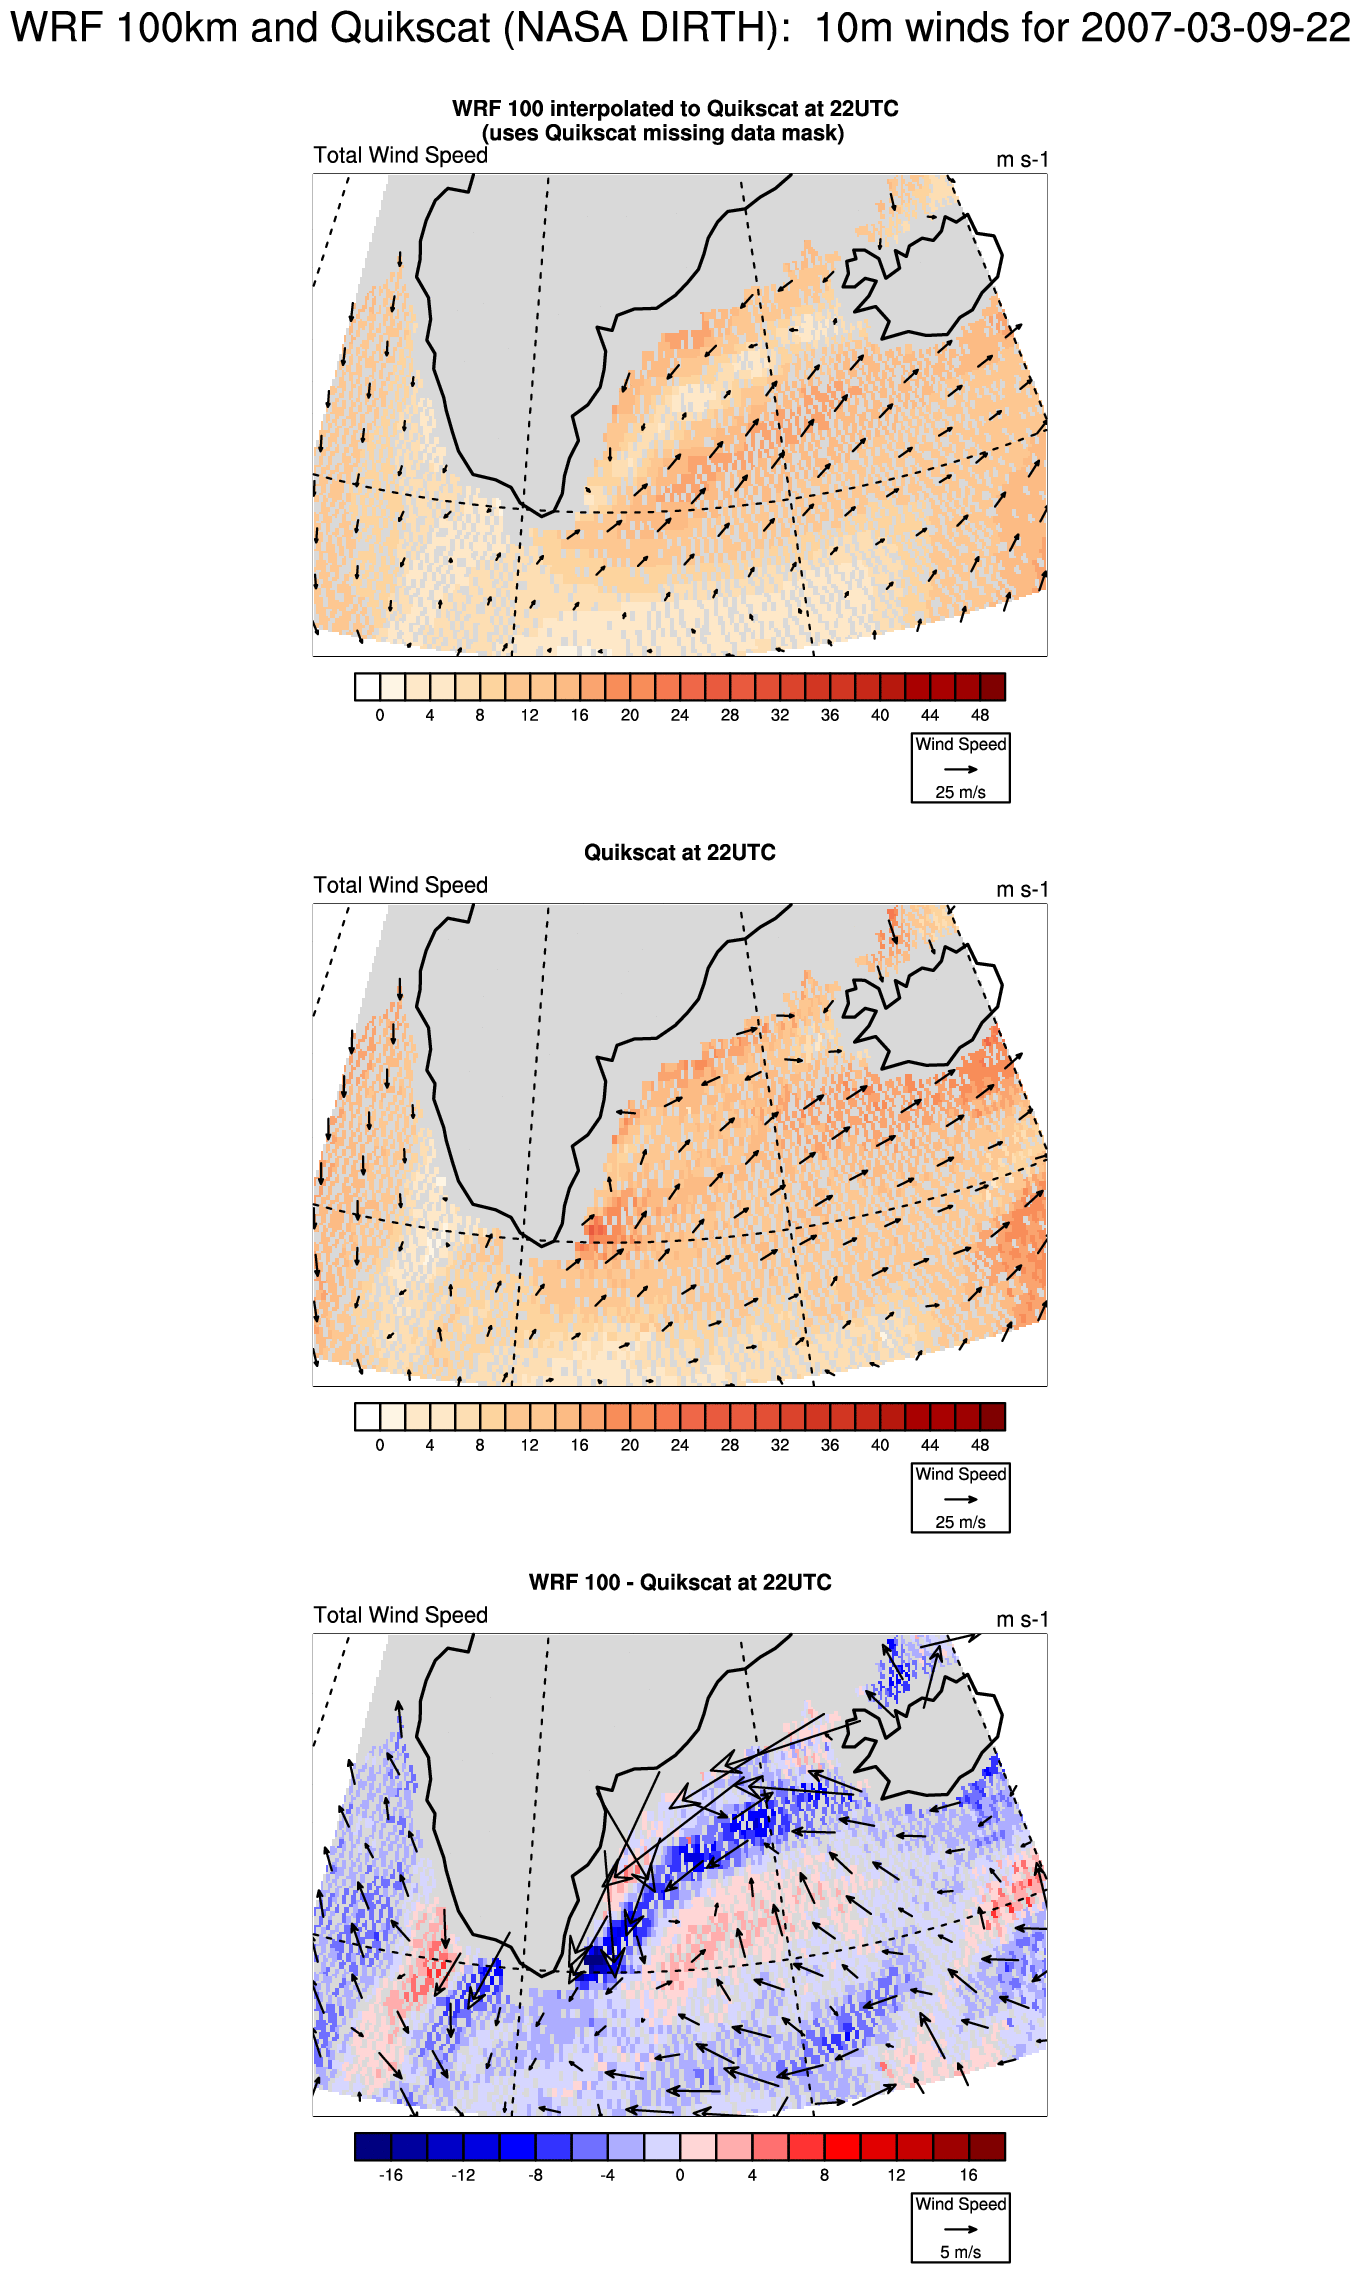 WRF 100km and Quikscat (NASA DIRTH):  10m winds for 2007-03-09-22
WRF 100 interpolated to Quikscat at 22UTC
(uses Quikscat missing data mask)
Total Wind Speed m s-1
0 4 8 12 16 20 24 28 32 36 40 44 48
Wind Speed
25 m/s
Quikscat at 22UTC
Total Wind Speed m s-1
0 4 8 12 16 20 24 28 32 36 40 44 48
Wind Speed
25 m/s
WRF 100 - Quikscat at 22UTC
Total Wind Speed m s-1
-16 -12 -8 -4 0 4 8 12 16
Wind Speed
5 m/s